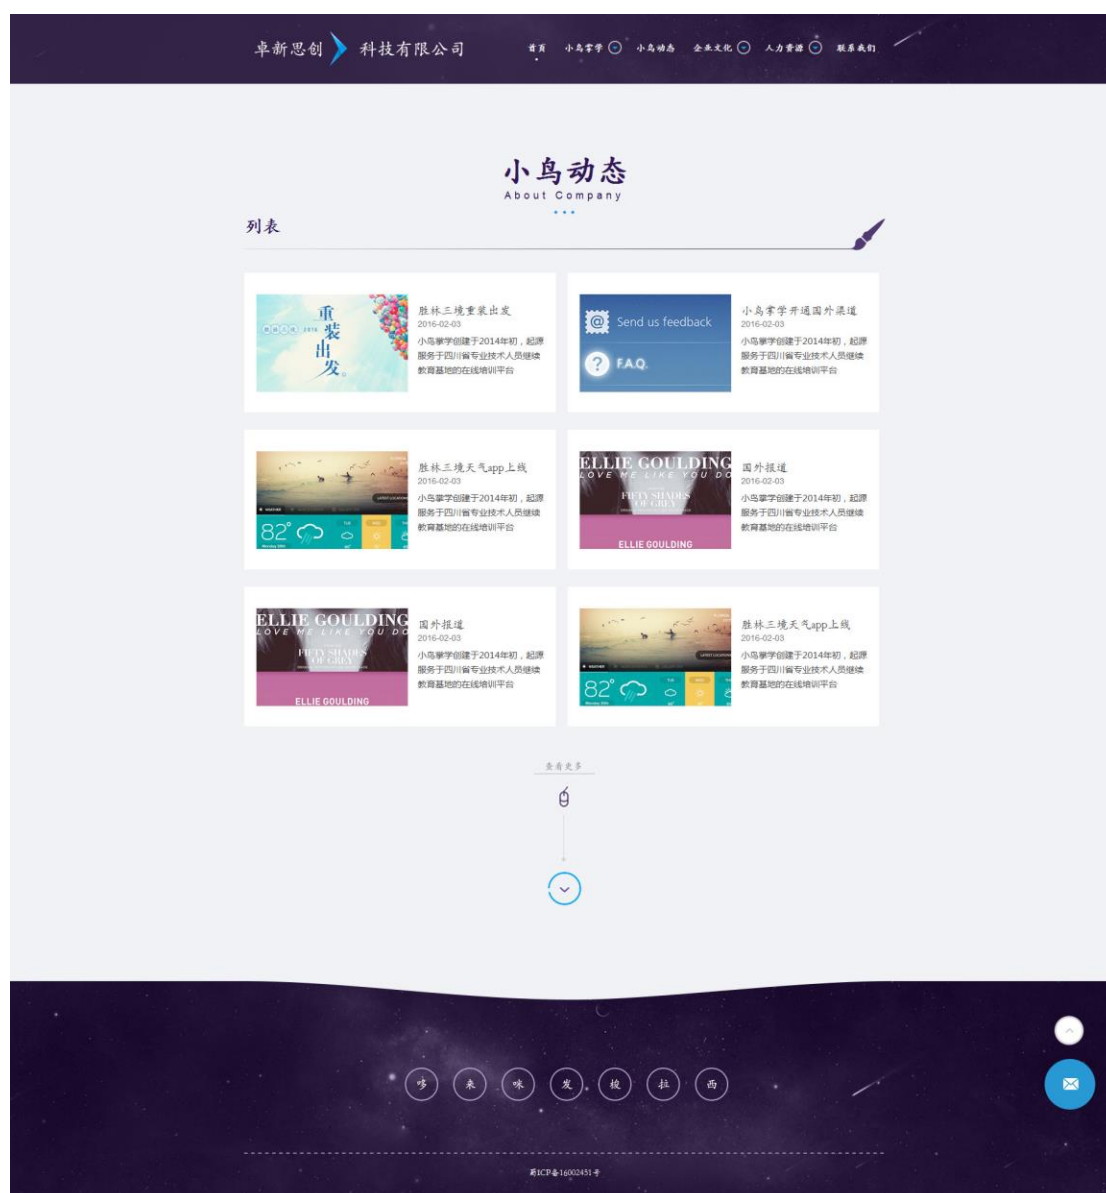 卓新思创 科技有限公司
首页 小鸟掌学 小鸟动态 企业文化 人力资源 联系我们
小鸟动态
About Company
列表
重装出发。
2016
胜林三境重装出发
2016-02-03
小鸟掌学创建于2014年初，起源
服务于四川省专业技术人员继续
教育基地的在线培训平台
Send us feedback
F.A.Q.
小鸟掌学开通国外渠道
2016-02-03
小鸟掌学创建于2014年初，起源
服务于四川省专业技术人员继续
教育基地的在线培训平台
WEATHER
LATEST LOCATION
82°
TUE
胜林三境天气app上线
2016-02-03
小鸟掌学创建于2014年初，起源
服务于四川省专业技术人员继续
教育基地的在线培训平台
ELLIE GOULDING
LOVE ME LIKE YOU DO
FIFTY SHADES
OF GREY
ELLIE GOULDING
国外报道
2016-02-03
小鸟掌学创建于2014年初，起源
服务于四川省专业技术人员继续
教育基地的在线培训平台
ELLIE GOULDING
LOVE ME LIKE YOU DO
FIFTY SHADES
OF GREY
ELLIE GOULDING
国外报道
2016-02-03
小鸟掌学创建于2014年初，起源
服务于四川省专业技术人员继续
教育基地的在线培训平台
WEATHER
LATEST LOCATION
82°
TUE
胜林三境天气app上线
2016-02-03
小鸟掌学创建于2014年初，起源
服务于四川省专业技术人员继续
教育基地的在线培训平台
查看更多
哆 来 咪 发 梭 拉 西
蜀ICP备16002451号